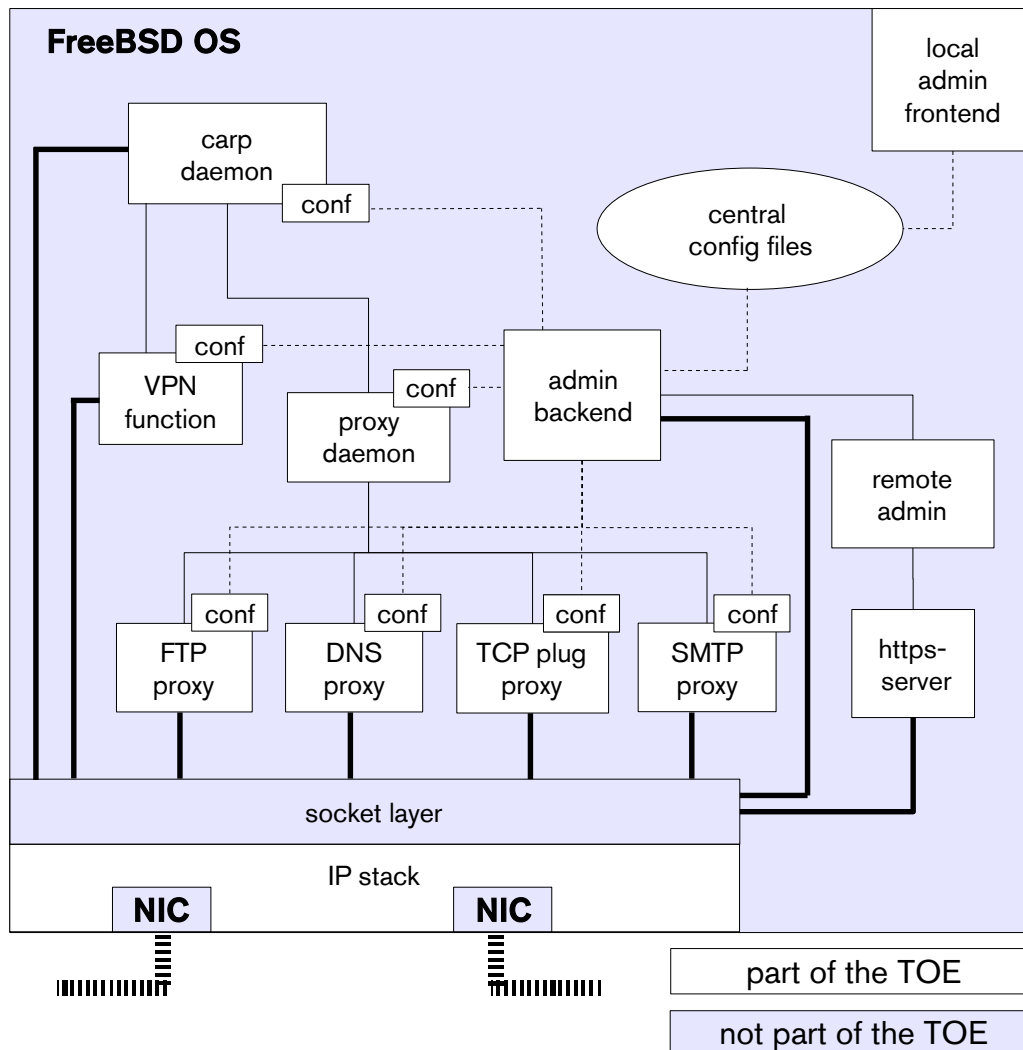 FreeBSD OS
local
admin
frontend
carp
daemon
conf
central
config files
conf
VPN
function
conf
proxy
daemon
admin
backend
remote
admin
conf
conf
conf
conf
FTP
proxy
DNS
proxy
TCP plug
proxy
SMTP
proxy
https-
server
socket layer
IP stack
NIC
NIC
part of the TOE
not part of the TOE